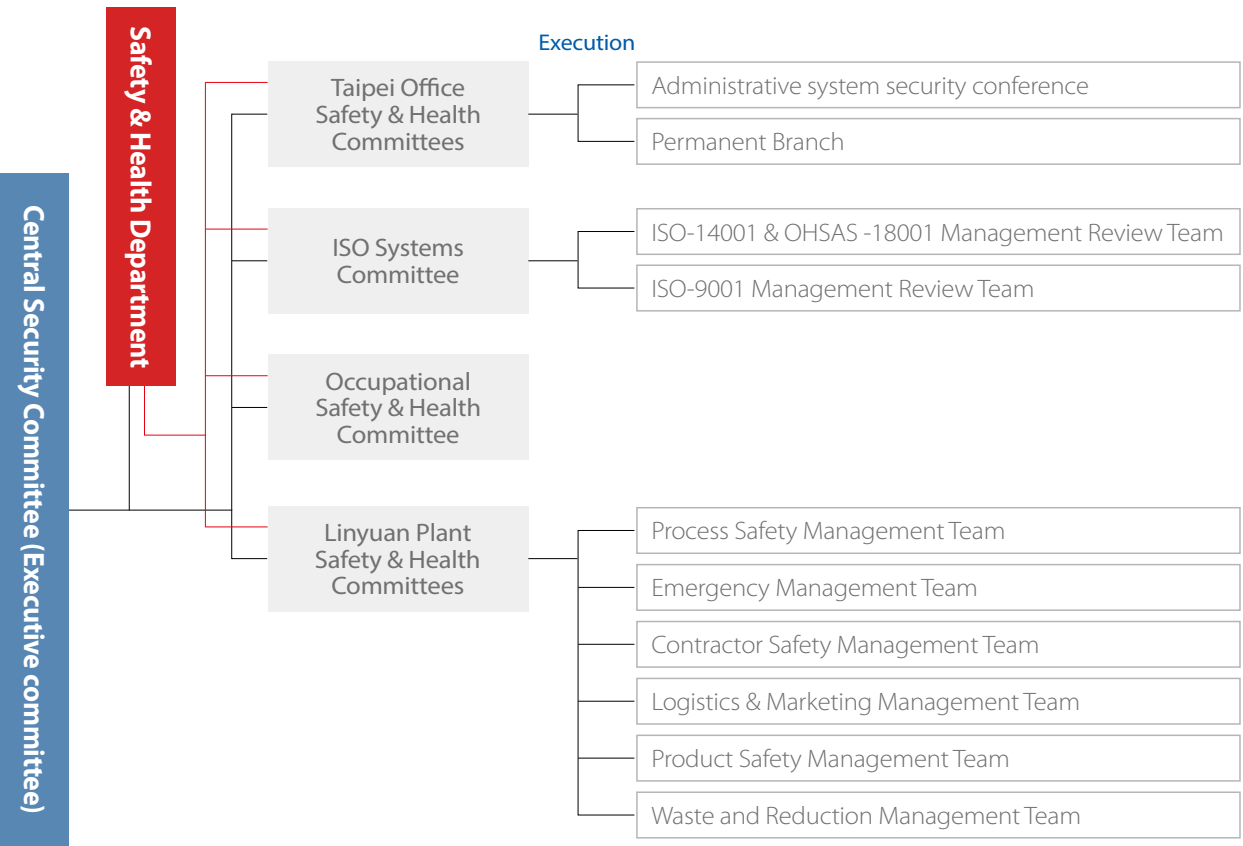 Central Security Committee (Executive committee)
Safety & Health Department
Execution
Taipei Office
Safety & Health
Committees
Administrative system security conference
Permanent Branch
ISO Systems
Committee
ISO-14001 & OHSAS -18001 Management Review Team
ISO-9001 Management Review Team
Occupational
Safety & Health
Committee
Linyuan Plant
Safety & Health
Committees
Process Safety Management Team
Emergency Management Team
Contractor Safety Management Team
Logistics & Marketing Management Team
Product Safety Management Team
Waste and Reduction Management Team